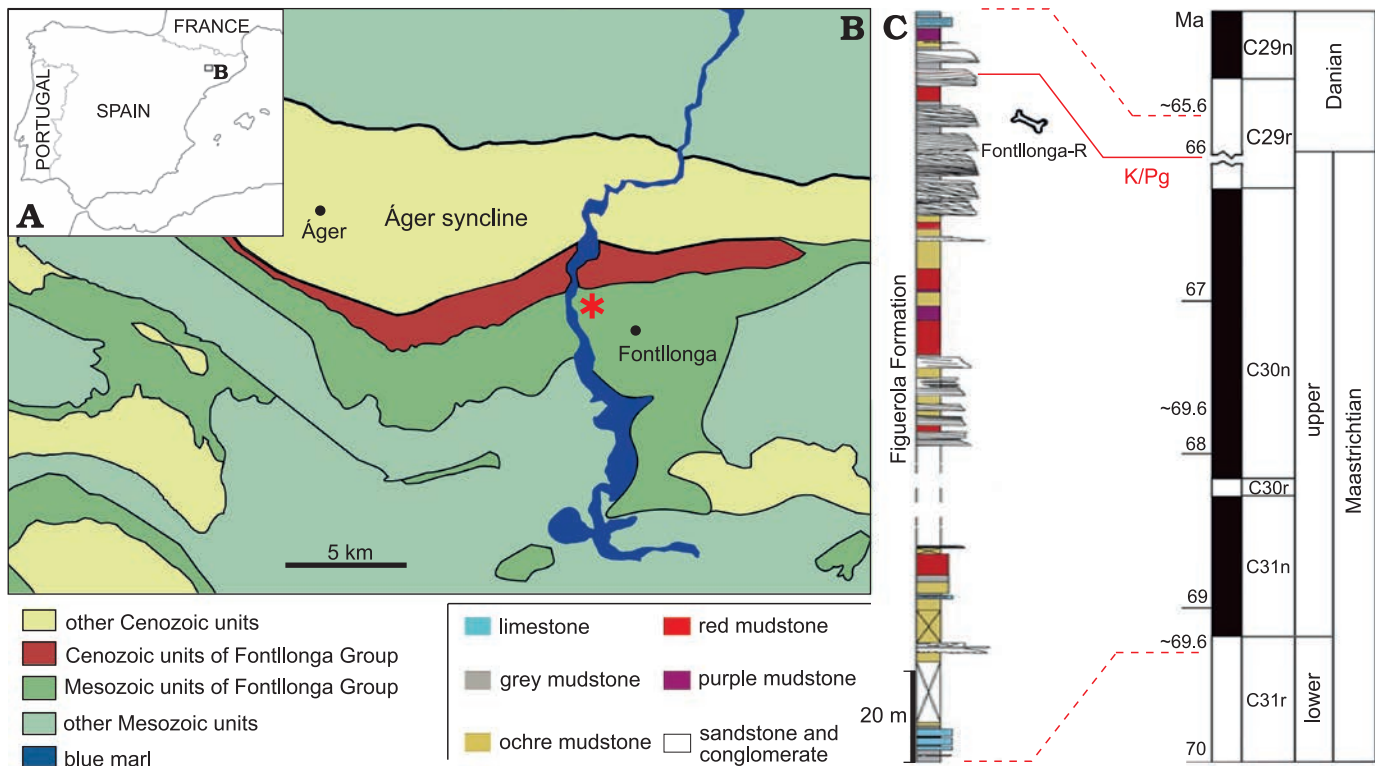 FRANCE
B
PORTUGAL
SPAIN
A
B
Áger
Áger syncline
Fontllonga
5 km
other Cenozoic units
Cenozoic units of Fontllonga Group
Mesozoic units of Fontllonga Group
other Mesozoic units
blue marl
limestone
red mudstone
grey mudstone
purple mudstone
ochre mudstone
sandstone and
conglomerate
C
Figuerola Formation
20 m
Fontllonga-R
K/Pg
Ma
~65.6
66
67
~69.6
68
69
~69.6
70
C29n
C29r
C30n
C30r
C31n
C31r
upper
lower
Danian
Maastrichtian